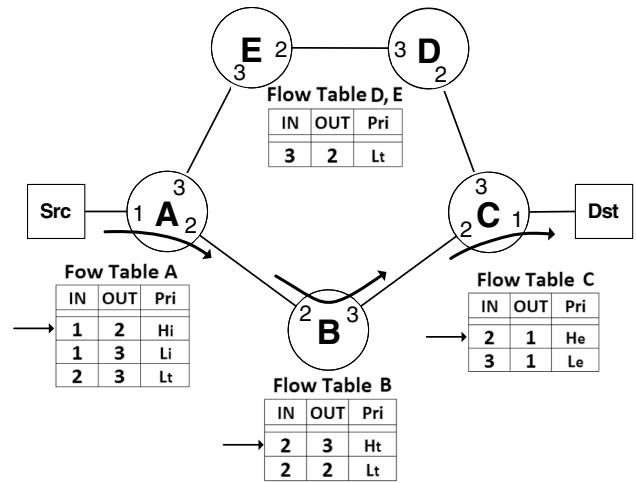 E 2 3 D
3 2
Flow Table D, E
IN OUT Pri
3 2 Lt
Src 1 A 3 2
3 C 1 2 Dst
Fow Table A
IN OUT Pri
1 2 Hi
1 3 Li
2 3 Lt
2 B 3
Flow Table C
IN OUT Pri
2 1 He
3 1 Le
Flow Table B
IN OUT Pri
2 3 Ht
2 2 Lt